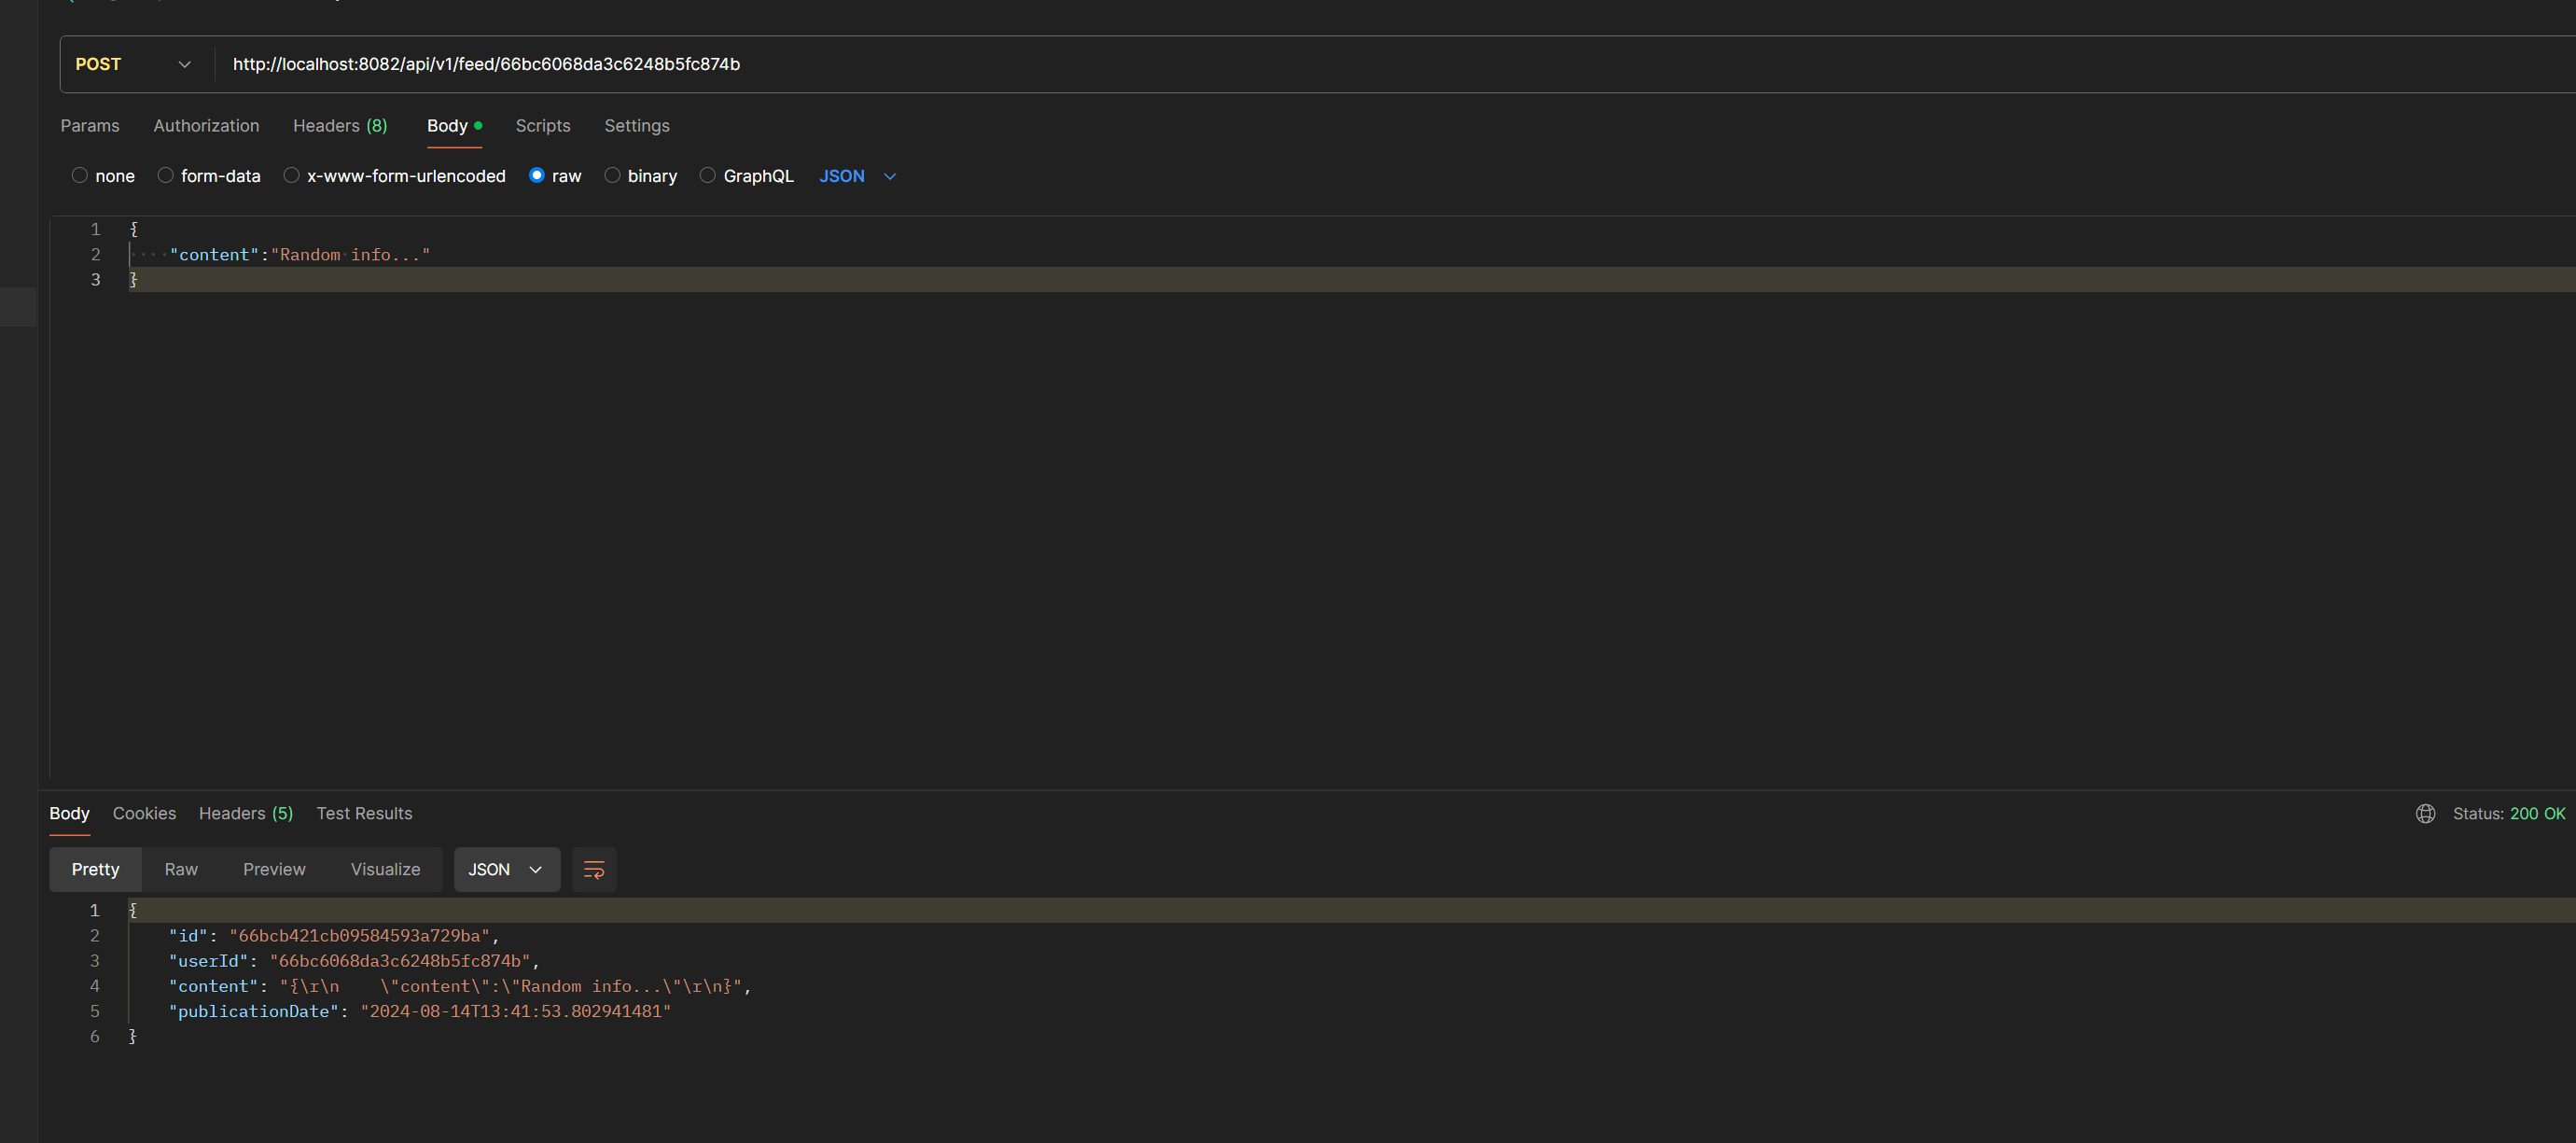 POST http://localhost:8082/api/v1/feed/66bc6068da3c6248b5fc874b
Params Authorization Headers (8) Body Scripts Settings
none form-data x-www-form-urlencoded raw binary GraphQL JSON
1 {
2 ····"content":"Random·info..."
3 }
Body Cookies Headers (5) Test Results Status: 200 OK
Pretty Raw Preview Visualize JSON
1 {
2 "id": "66bcb421cb09584593a729ba",
3 "userId": "66bc6068da3c6248b5fc874b",
4 "content": "{\r\n    \"content\":\"Random info...\"\r\n}",
5 "publicationDate": "2024-08-14T13:41:53.802941481"
6 }